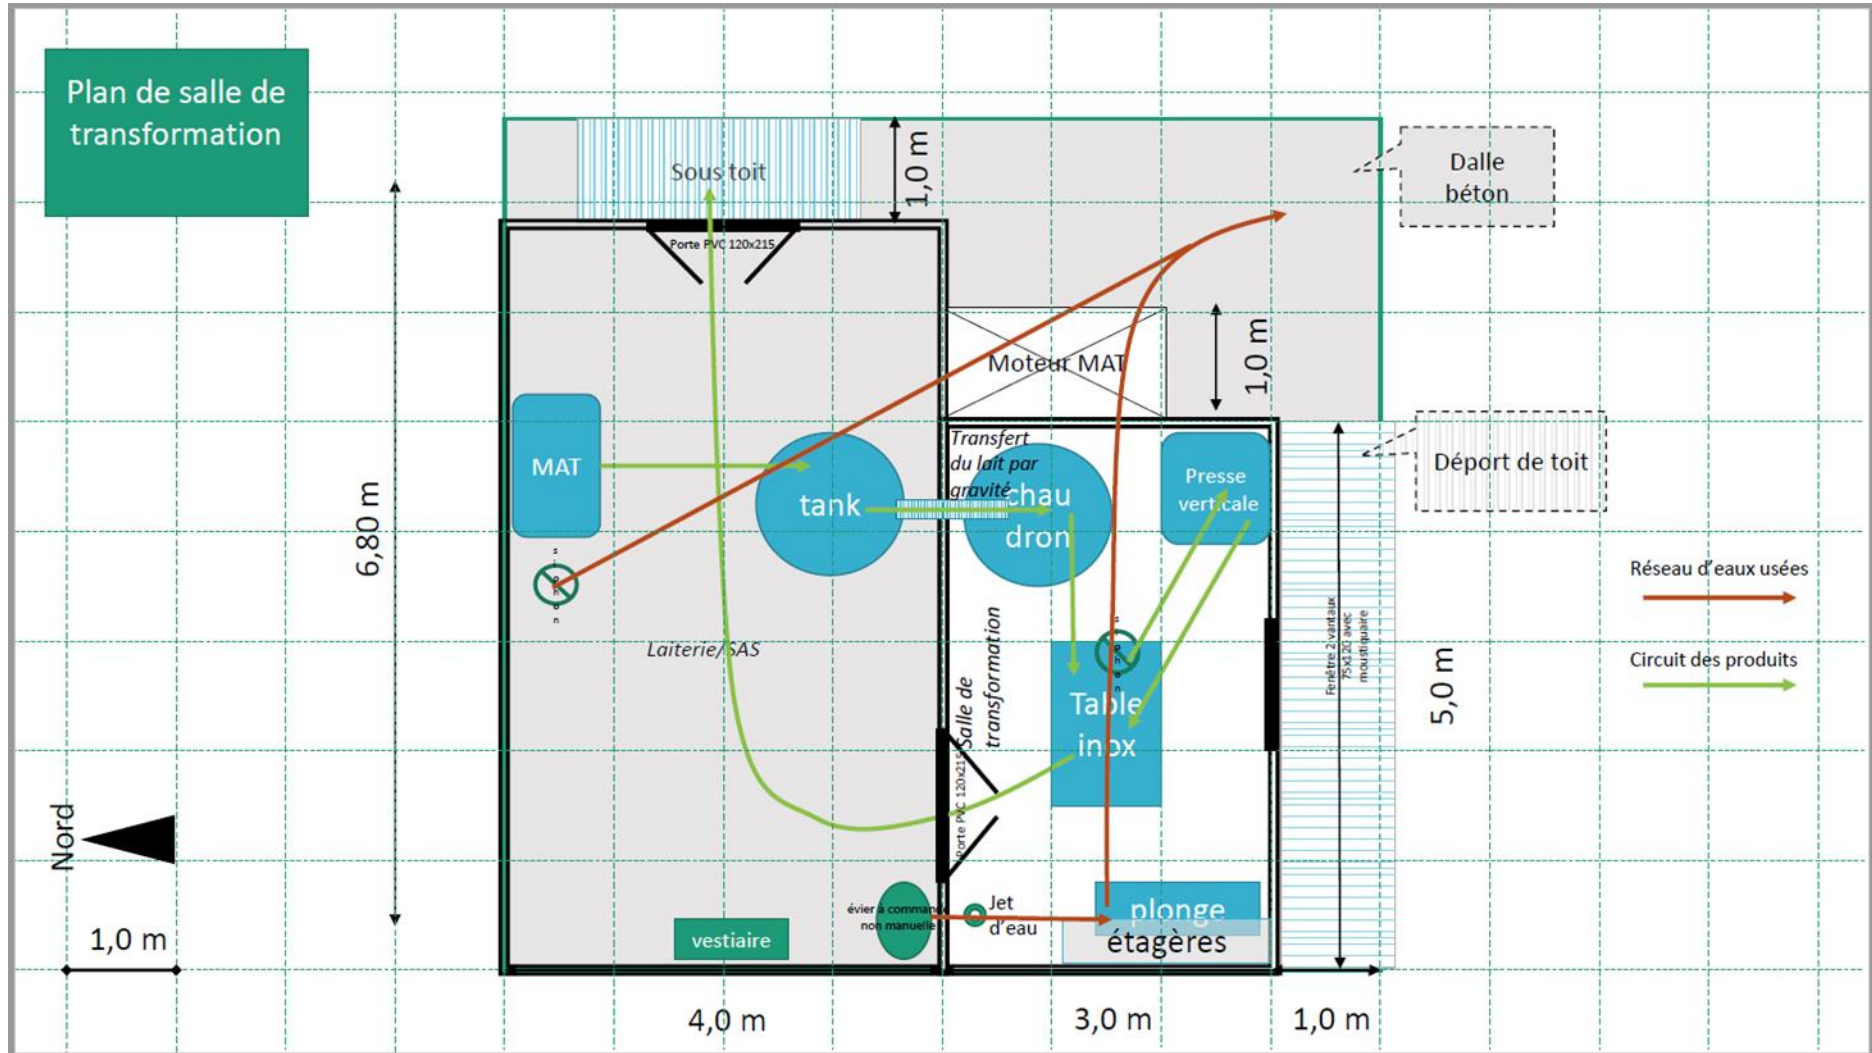 Plan de salle de
transformation
Sous toit
1,0 m
Dalle
béton
Porte PVC 120x215
Moteur MAT
1,0 m
Transfert
du lait par
gravité
Déport de toit
MAT
tank
chau
dron
Presse
verticale
6,80 m
Réseau d'eaux usées
Circuit des produits
Laiterie/SAS
Salle de
transformation
Fenêtre 2 vantaux
75x120 avec
moustiquaire
5,0 m
Table
inox
Porte PVC 120x215
Nord
évier à commande
non manuelle
Jet
d'eau
plonge
étagères
vestiaire
1,0 m
4,0 m
3,0 m
1,0 m